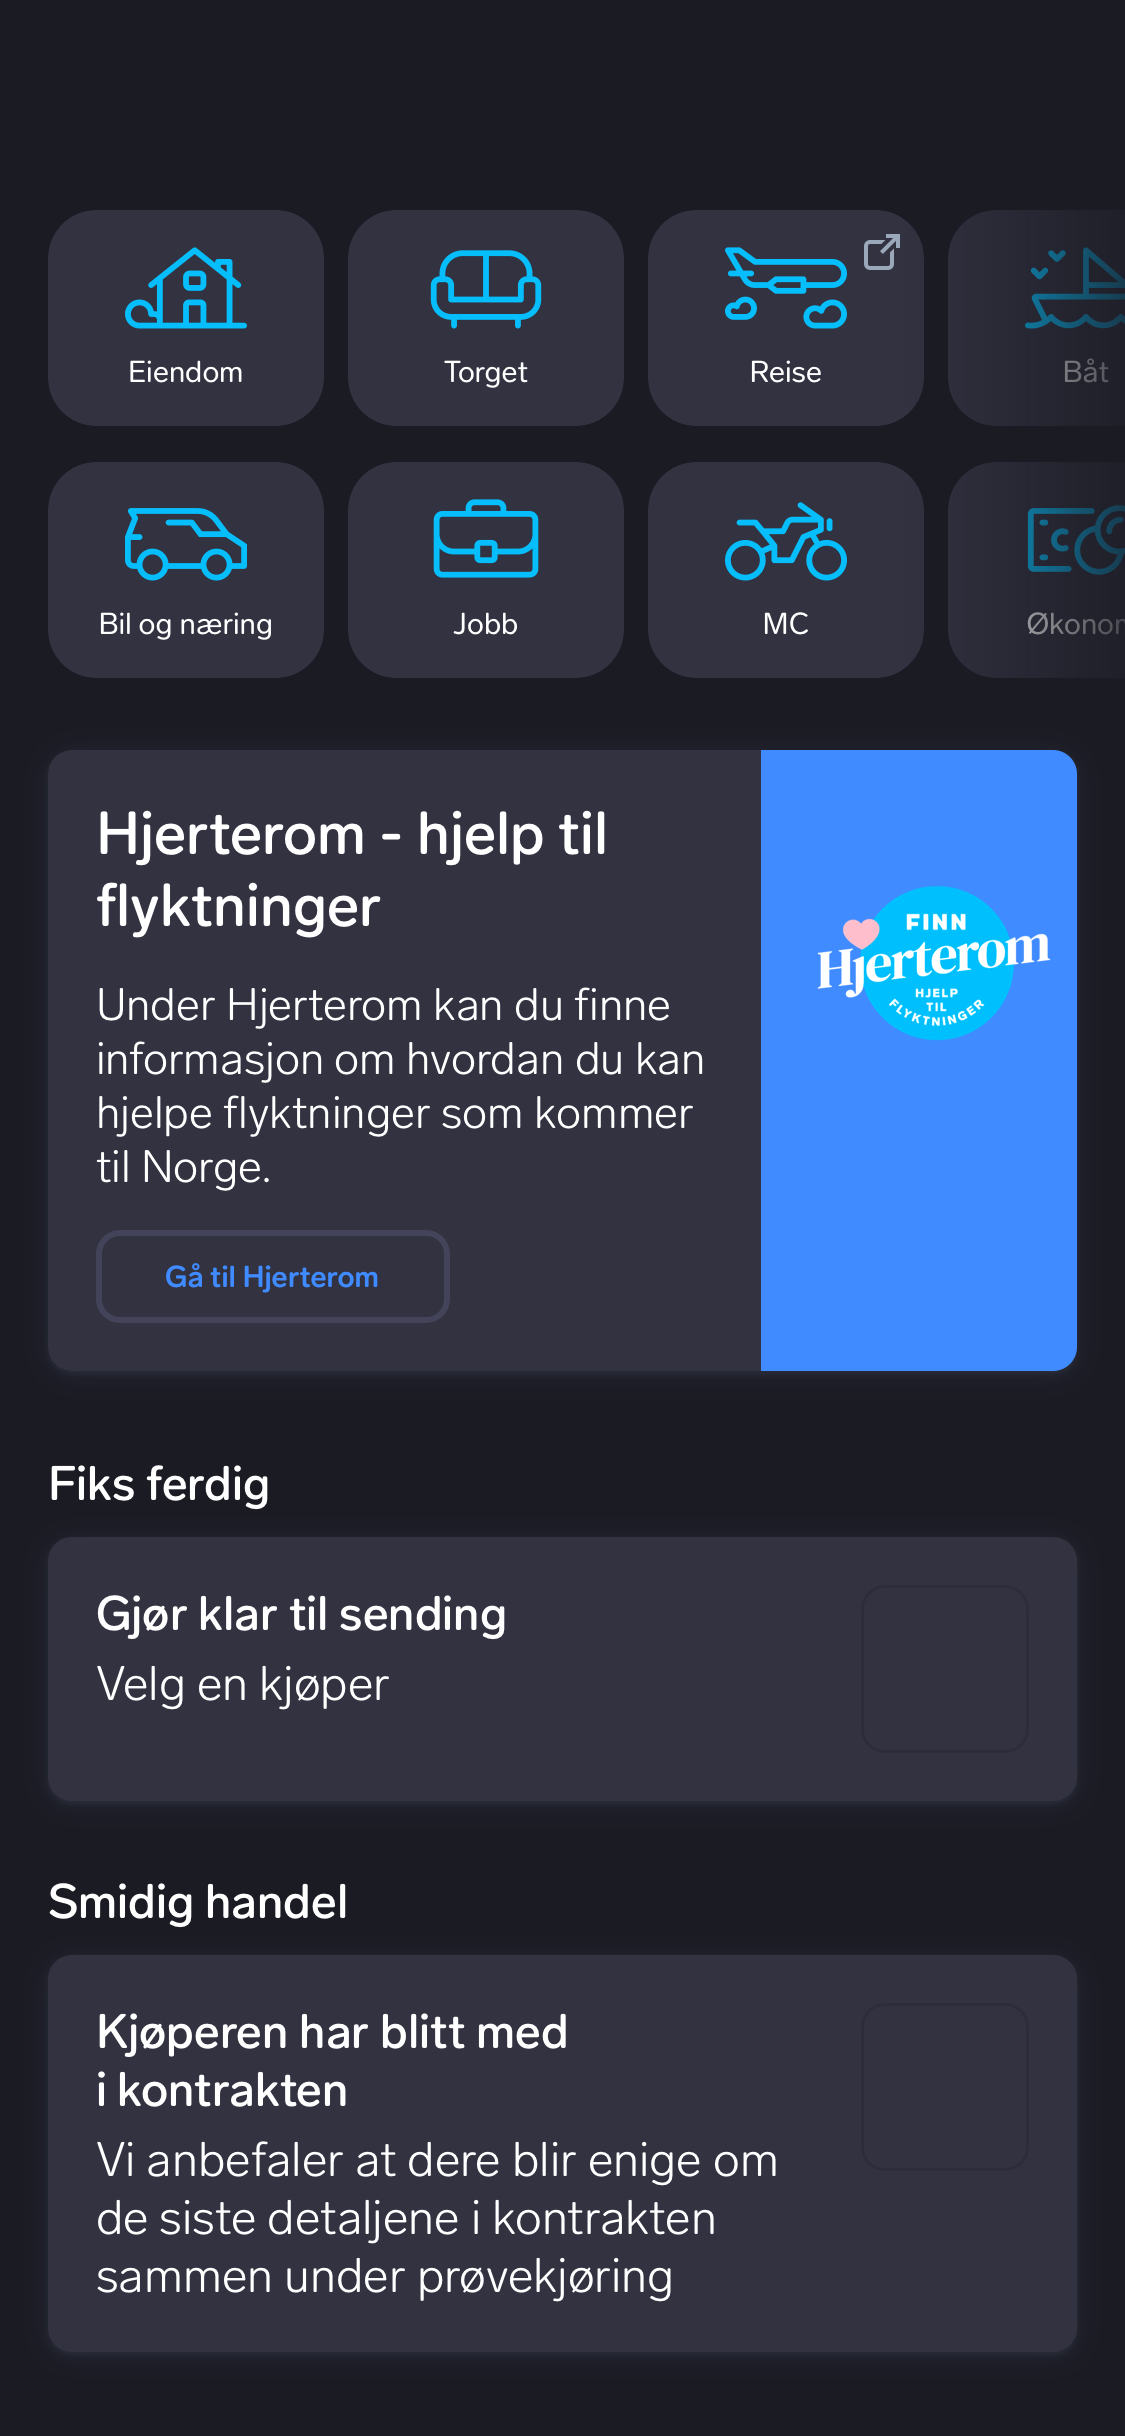 Eiendom
Torget
Reise
Båt
Bil og næring
Jobb
MC
Hjerterom - hjelp til
flyktninger
Under Hjerterom kan du finne
informasjon om hvordan du kan
hjelpe flyktninger som kommer
til Norge.
Gå til Hjerterom
FINN
Hjerterom
HJELP
TIL
FLYKTNINGER
Fiks ferdig
Gjør klar til sending
Velg en kjøper
Smidig handel
Kjøperen har blitt med
i kontrakten
Vi anbefaler at dere blir enige om
de siste detaljene i kontrakten
sammen under prøvekjøring